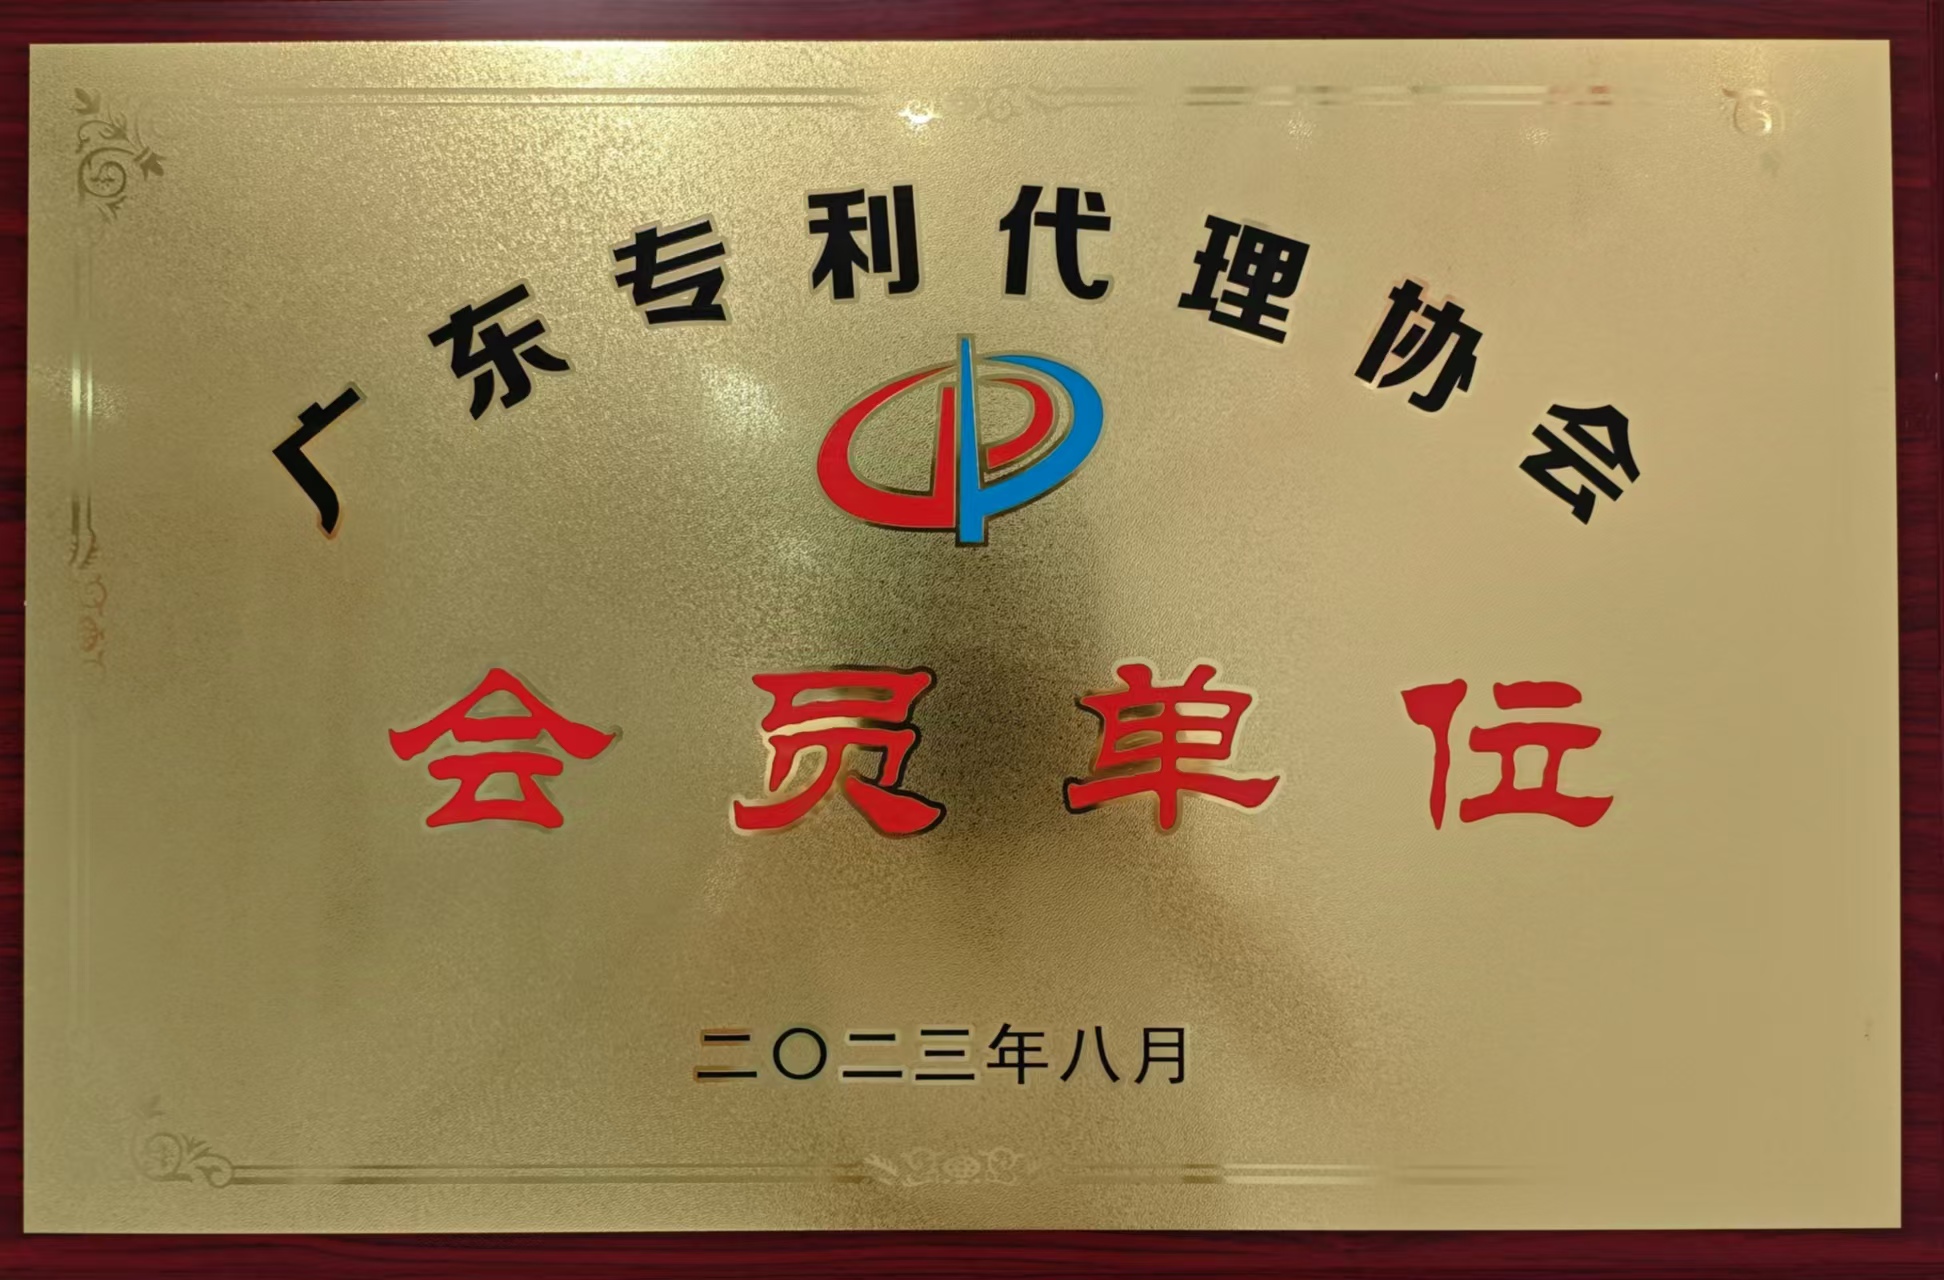 广东专利代理协会
会员单位
二〇二三年八月